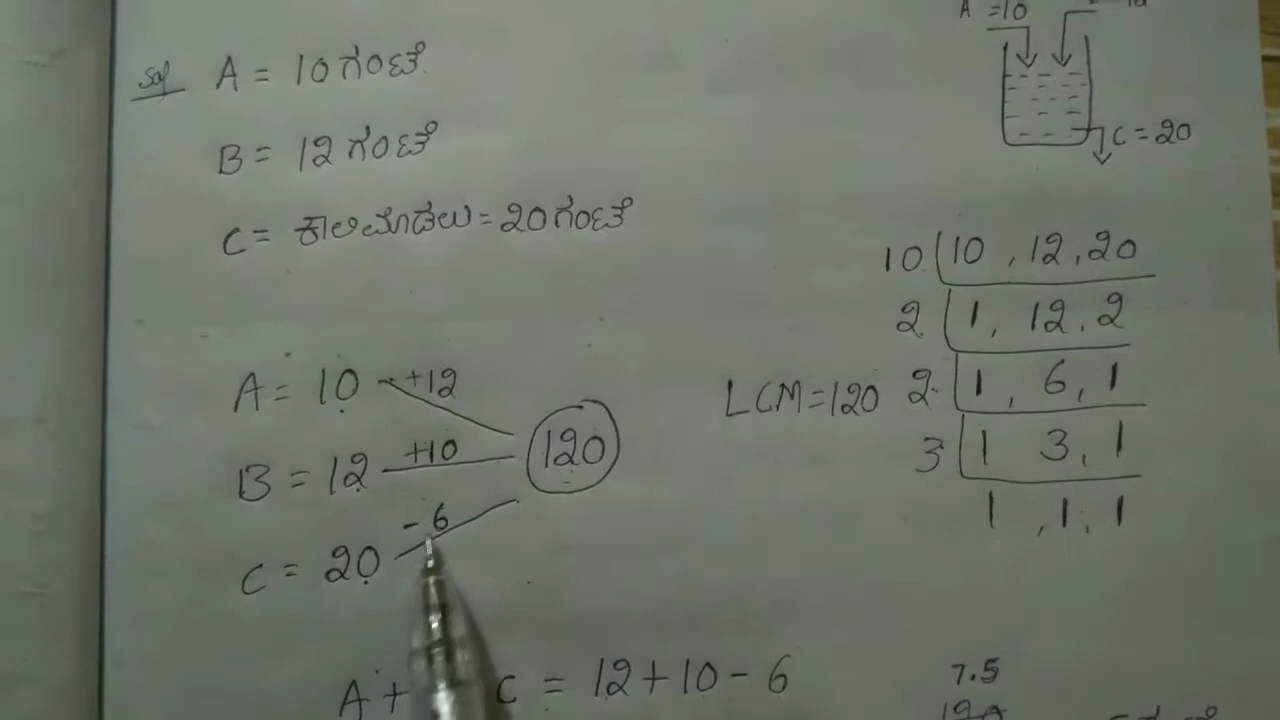 A = 10
Sol A = 10 ಗಂಟೆ
B = 12 ಗಂಟೆ
C = 20
C = ಕಾಲಿಮಾಡಲು = 20 ಗಂಟೆ
10 10, 12, 20
2 1, 12, 2
LCM = 120 2 1, 6, 1
3 1 3, 1
1, 1, 1
A = 10 +12
B = 12 +10 120
C = 20 -6
A + C = 12 + 10 - 6
7.5